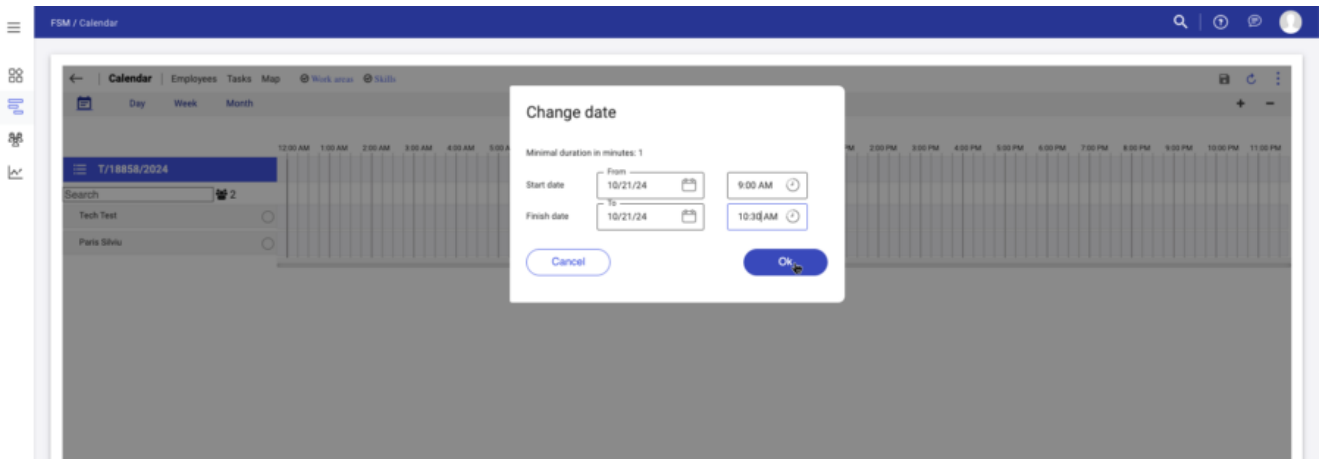 FSM / Calendar
Calendar Employees Tasks Map Work areas Skills
Day Week Month
12:00 AM 1:00 AM 2:00 AM 3:00 AM 4:00 AM 5:00 A
PM 2:00 PM 3:00 PM 4:00 PM 5:00 PM 6:00 PM 7:00 PM 8:00 PM 9:00 PM 10:00 PM 11:00 PM
T/18858/2024
Search 2
Tech Test
Paris Silviu
Change date
Minimal duration in minutes: 1
From
Start date 10/21/24 9:00 AM
To
Finish date 10/21/24 10:30 AM
Cancel Ok